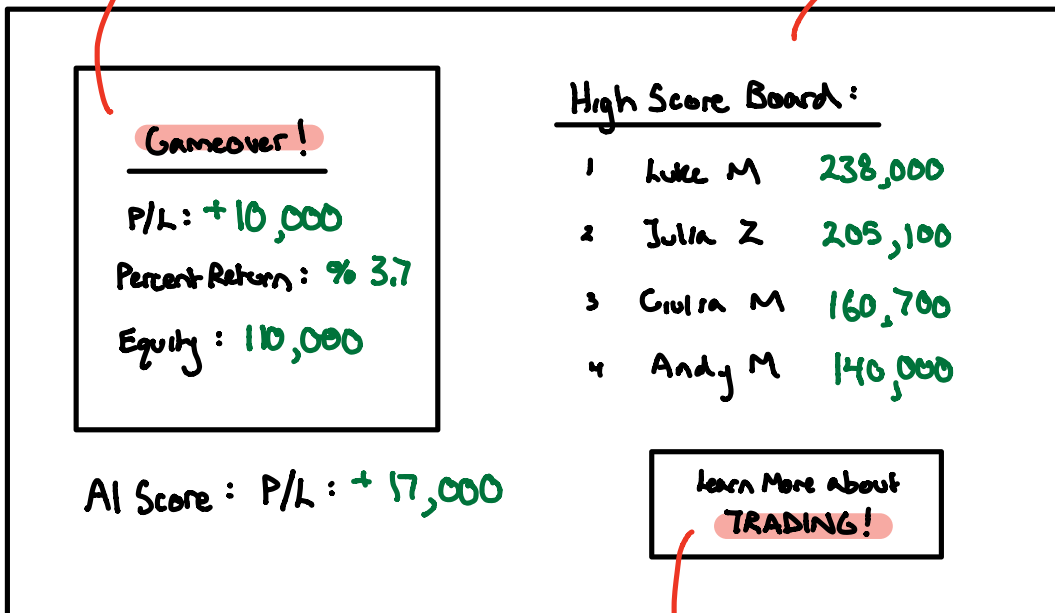 Gameover!
P/L: +10,000
Percent Return: % 3.7
Equity: 110,000
AI Score: P/L: + 17,000
High Score Board:
1 Luke M 238,000
2 Julia Z 205,100
3 Giulia M 160,700
4 Andy M 140,000
Learn More about
TRADING!